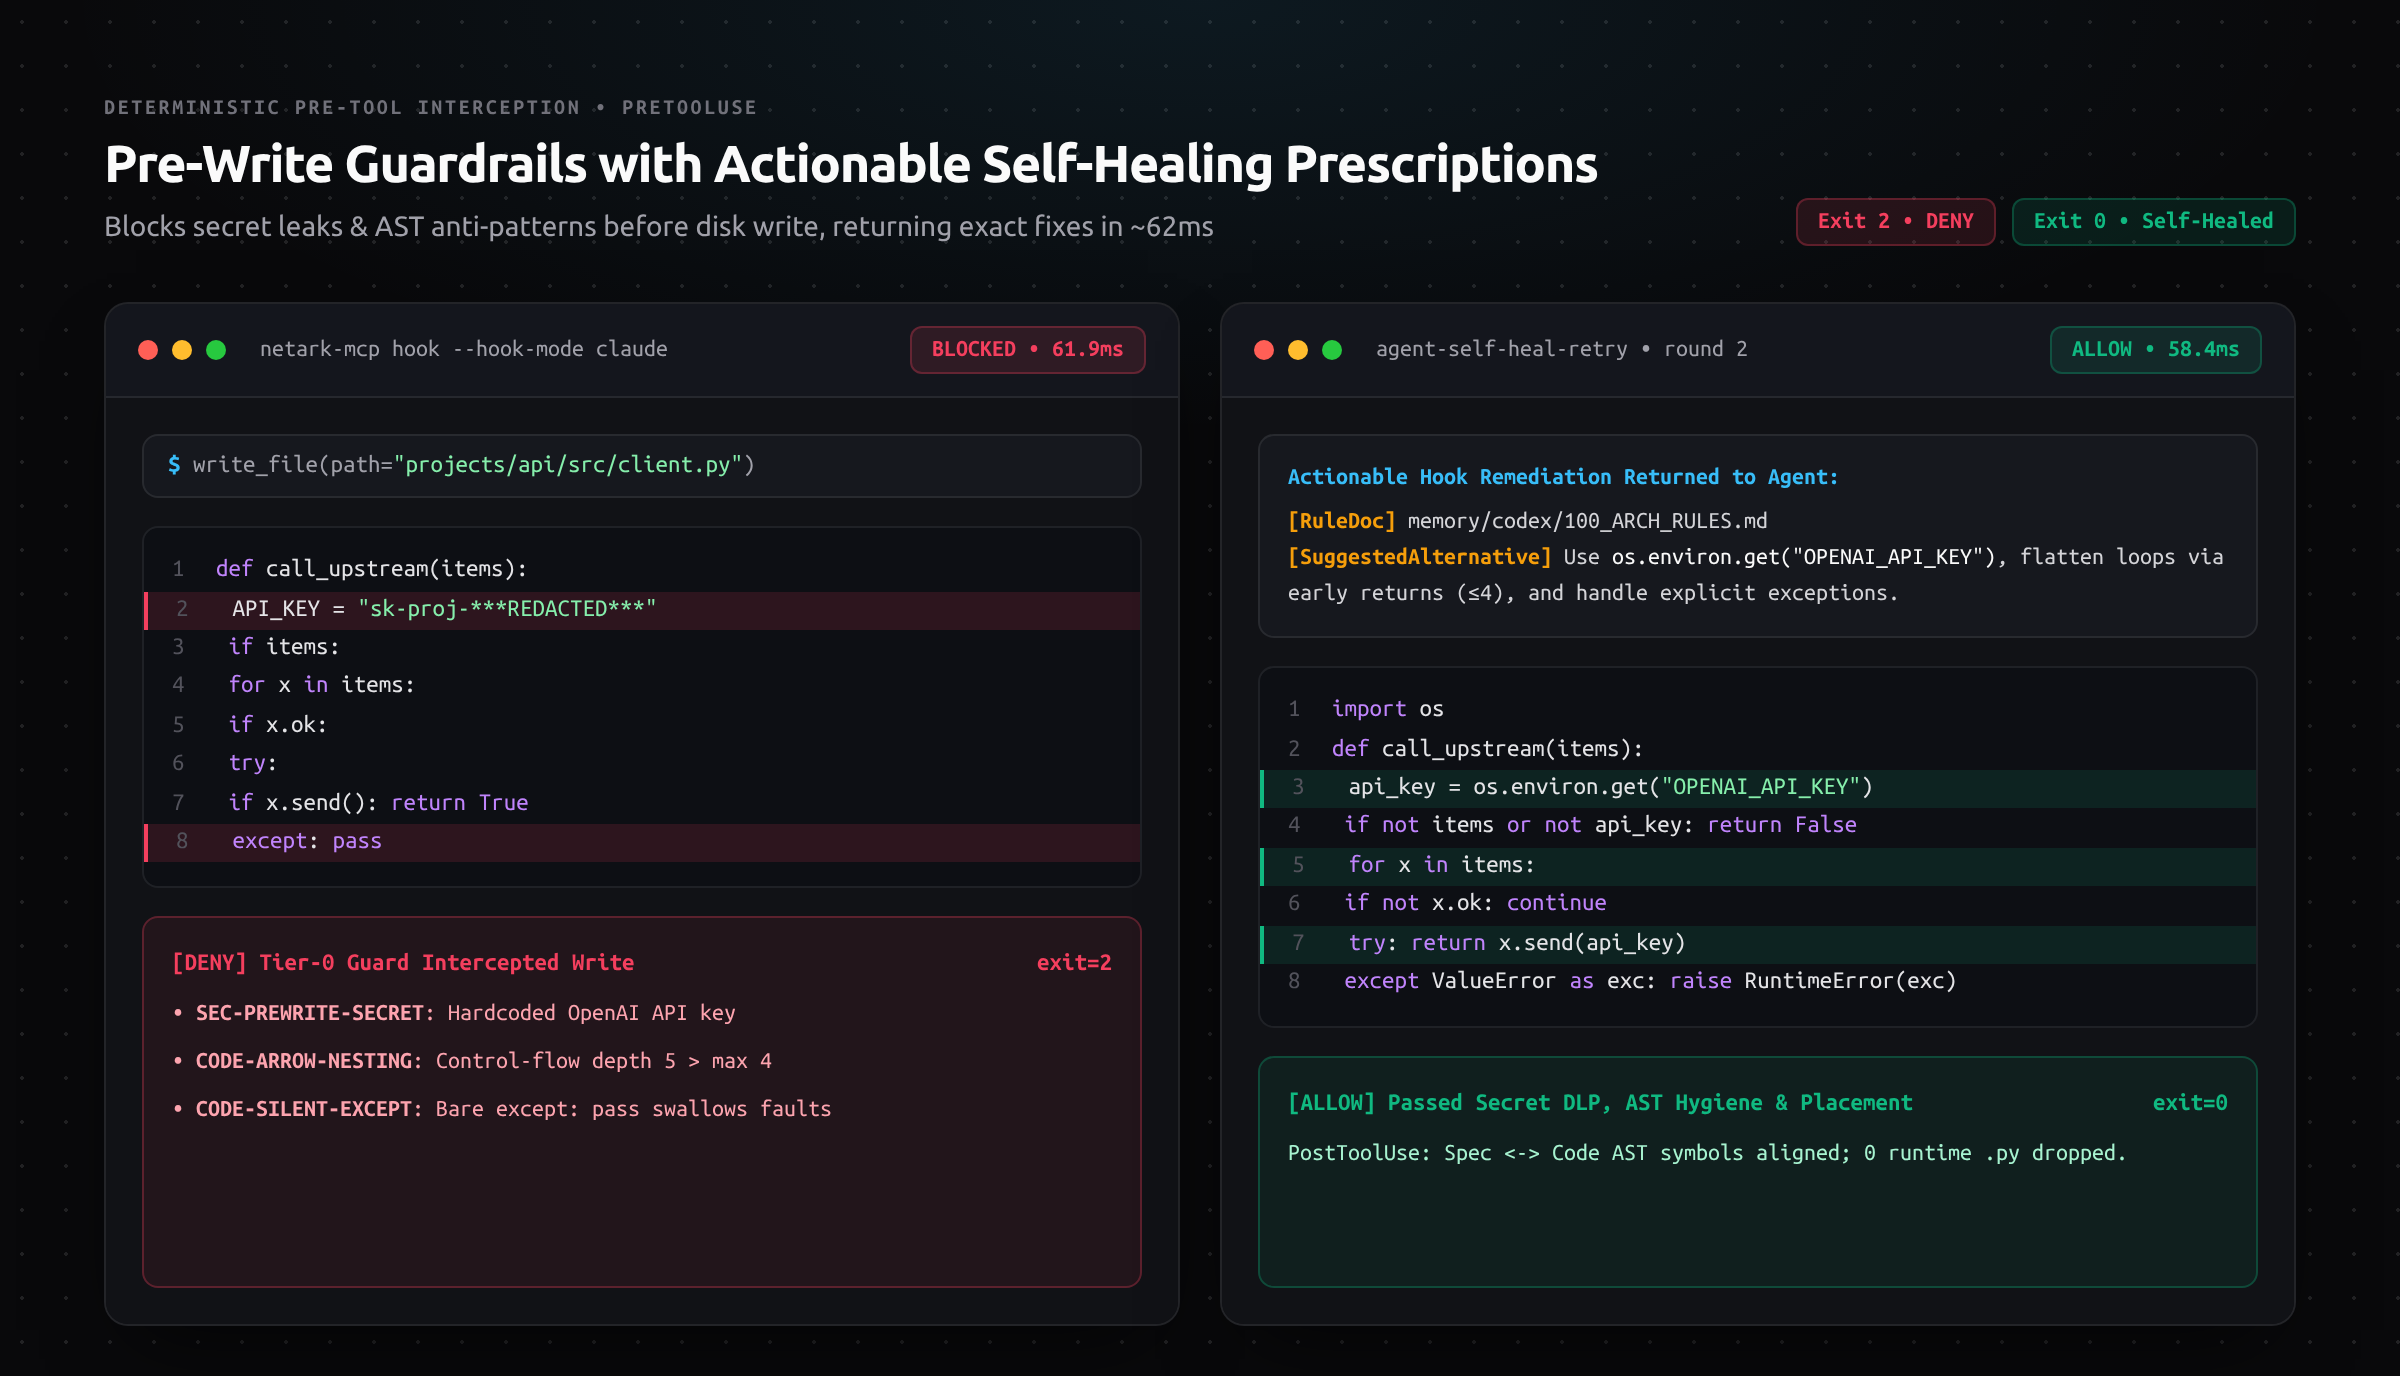 DETERMINISTIC PRE-TOOL INTERCEPTION • PRETOOLUSE
Pre-Write Guardrails with Actionable Self-Healing Prescriptions
Blocks secret leaks & AST anti-patterns before disk write, returning exact fixes in ~62ms
Exit 2 • DENY
Exit 0 • Self-Healed
netark-mcp hook --hook-mode claude
BLOCKED • 61.9ms
$ write_file(path="projects/api/src/client.py")
1 def call_upstream(items):
2 API_KEY = "sk-proj-***REDACTED***"
3 if items:
4 for x in items:
5 if x.ok:
6 try:
7 if x.send(): return True
8 except: pass
[DENY] Tier-0 Guard Intercepted Write
exit=2
• SEC-PREWRITE-SECRET: Hardcoded OpenAI API key
• CODE-ARROW-NESTING: Control-flow depth 5 > max 4
• CODE-SILENT-EXCEPT: Bare except: pass swallows faults
agent-self-heal-retry • round 2
ALLOW • 58.4ms
Actionable Hook Remediation Returned to Agent:
[RuleDoc] memory/codex/100_ARCH_RULES.md
[SuggestedAlternative] Use os.environ.get("OPENAI_API_KEY"), flatten loops via
early returns (≤4), and handle explicit exceptions.
1 import os
2 def call_upstream(items):
3 api_key = os.environ.get("OPENAI_API_KEY")
4 if not items or not api_key: return False
5 for x in items:
6 if not x.ok: continue
7 try: return x.send(api_key)
8 except ValueError as exc: raise RuntimeError(exc)
[ALLOW] Passed Secret DLP, AST Hygiene & Placement
exit=0
PostToolUse: Spec <-> Code AST symbols aligned; 0 runtime .py dropped.